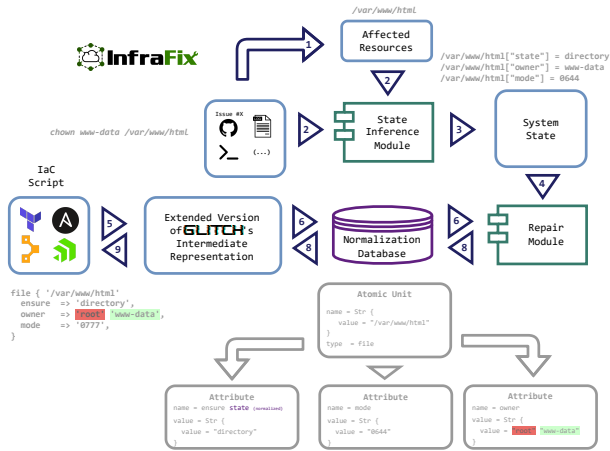 /var/www/html
InfraFix
1
Affected
Resources
/var/www/html["state"] = directory
/var/www/html["owner"] = www-data
/var/www/html["mode"] = 0644
2
chown www-data /var/www/html
Issue #X
(...)
2
State
Inference
Module
3
System
State
4
IaC
Script
5
9
Extended Version
of GLITCH's
Intermediate
Representation
6
8
Normalization
Database
6
8
Repair
Module
file { '/var/www/html'
ensure => 'directory',
owner => 'root' 'www-data',
mode => '0777',
}
Atomic Unit
name = Str {
value = "/var/www/html"
}
type = file
Attribute
name = ensure state (normalized)
value = Str {
value = "directory"
}
Attribute
name = mode
value = Str {
value = "0644"
}
Attribute
name = owner
value = Str {
value = "root" "www-data"
}